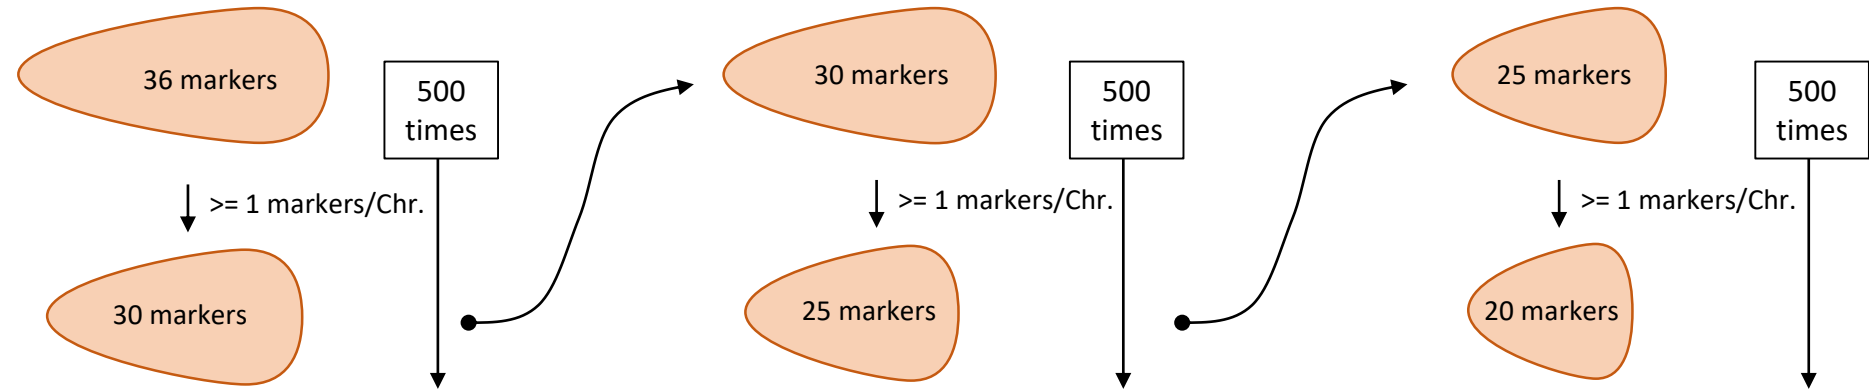 36 markers
500
times
>= 1 markers/Chr.
30 markers
30 markers
500
times
>= 1 markers/Chr.
25 markers
25 markers
500
times
>= 1 markers/Chr.
20 markers